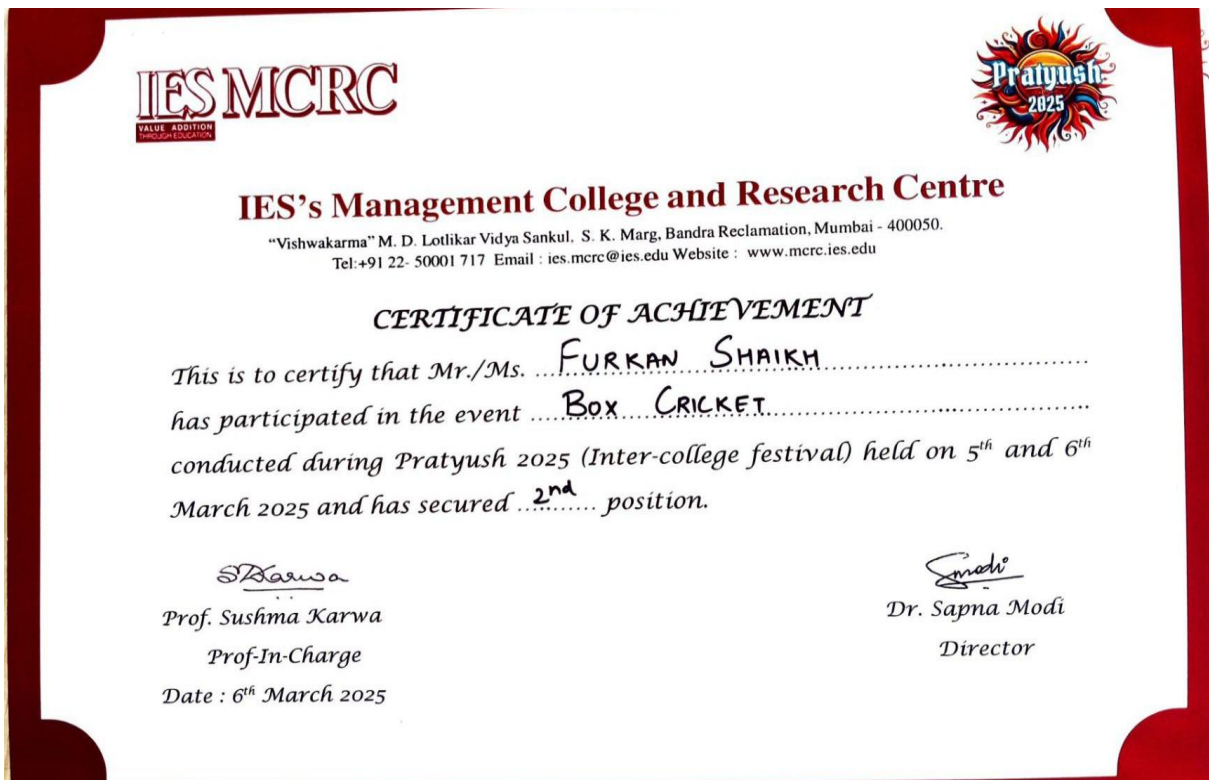 IES MCRC
VALUE ADDITION
THROUGH EDUCATION
Pratyush
2025
IES's Management College and Research Centre
"Vishwakarma" M. D. Lotlikar Vidya Sankul, S. K. Marg, Bandra Reclamation, Mumbai - 400050.
Tel:+91 22- 50001 717 Email : ies.mcrc@ies.edu Website : www.mcrc.ies.edu
CERTIFICATE OF ACHIEVEMENT
This is to certify that Mr./Ms. ...FURKAN SHAIKH...
has participated in the event ....BOX CRICKET...
conducted during Pratyush 2025 (Inter-college festival) held on 5th and 6th
March 2025 and has secured ...2nd... position.
SDKarwa
Smodi
Prof. Sushma Karwa
Dr. Sapna Modi
Prof-In-Charge
Director
Date : 6th March 2025